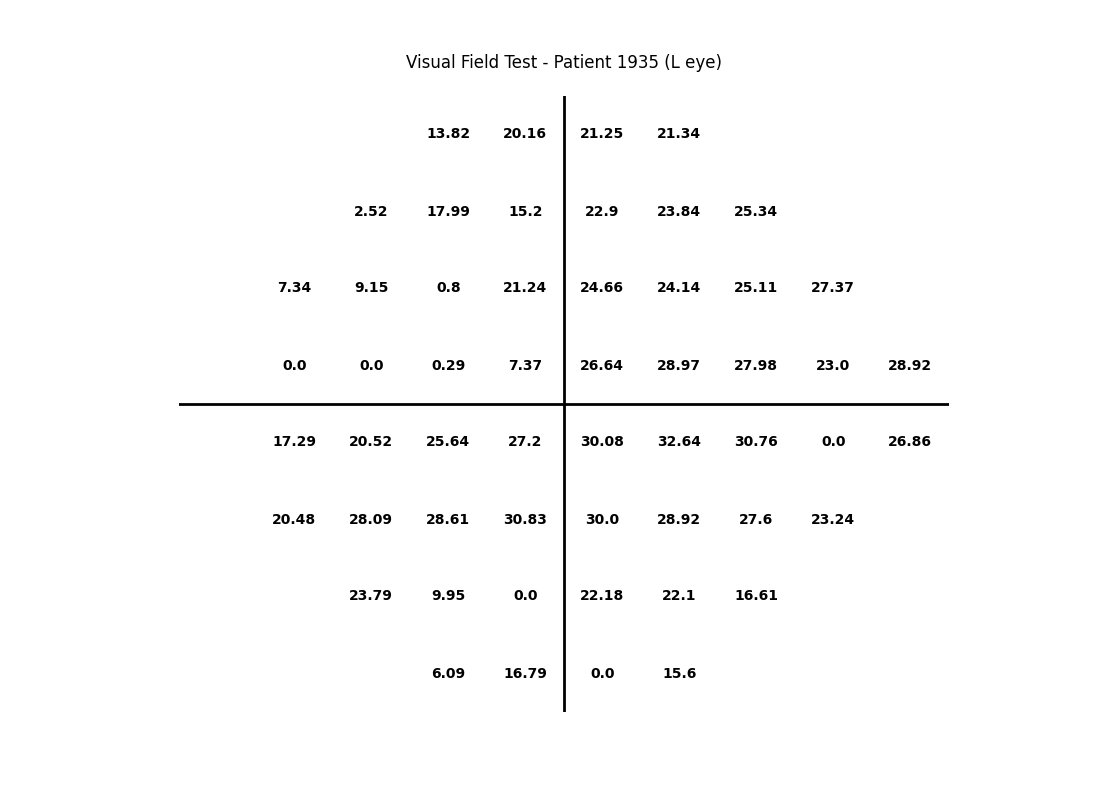 Visual Field Test - Patient 1935 (L eye)
13.82 20.16 21.25 21.34
2.52 17.99 15.2 22.9 23.84 25.34
7.34 9.15 0.8 21.24 24.66 24.14 25.11 27.37
0.0 0.0 0.29 7.37 26.64 28.97 27.98 23.0 28.92
17.29 20.52 25.64 27.2 30.08 32.64 30.76 0.0 26.86
20.48 28.09 28.61 30.83 30.0 28.92 27.6 23.24
23.79 9.95 0.0 22.18 22.1 16.61
6.09 16.79 0.0 15.6